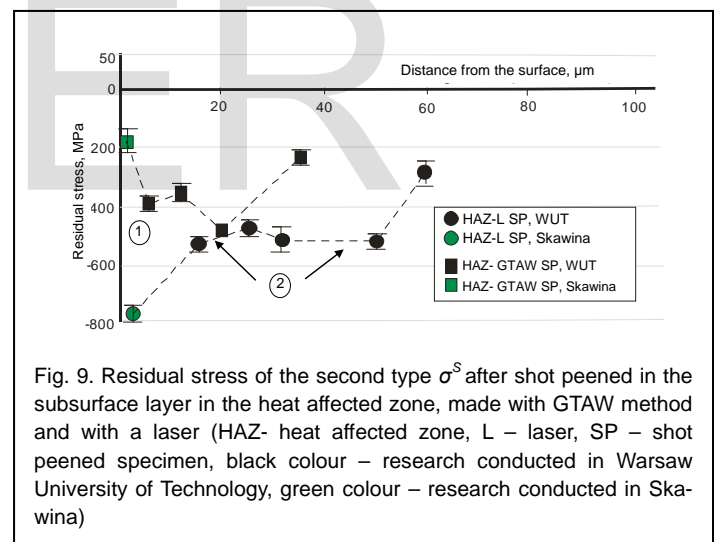 ER
50
Distance from the surface, µm
0
20
40
60
80
100
Residual stress, MPa
200
400
-600
-800
1
2
HAZ-L SP, WUT
HAZ-L SP, Skawina
HAZ- GTAW SP, WUT
HAZ- GTAW SP, Skawina
Fig. 9. Residual stress of the second type σS after shot peened in the
subsurface layer in the heat affected zone, made with GTAW method
and with a laser (HAZ- heat affected zone, L – laser, SP – shot
peened specimen, black colour – research conducted in Warsaw
University of Technology, green colour – research conducted in Ska-
wina)